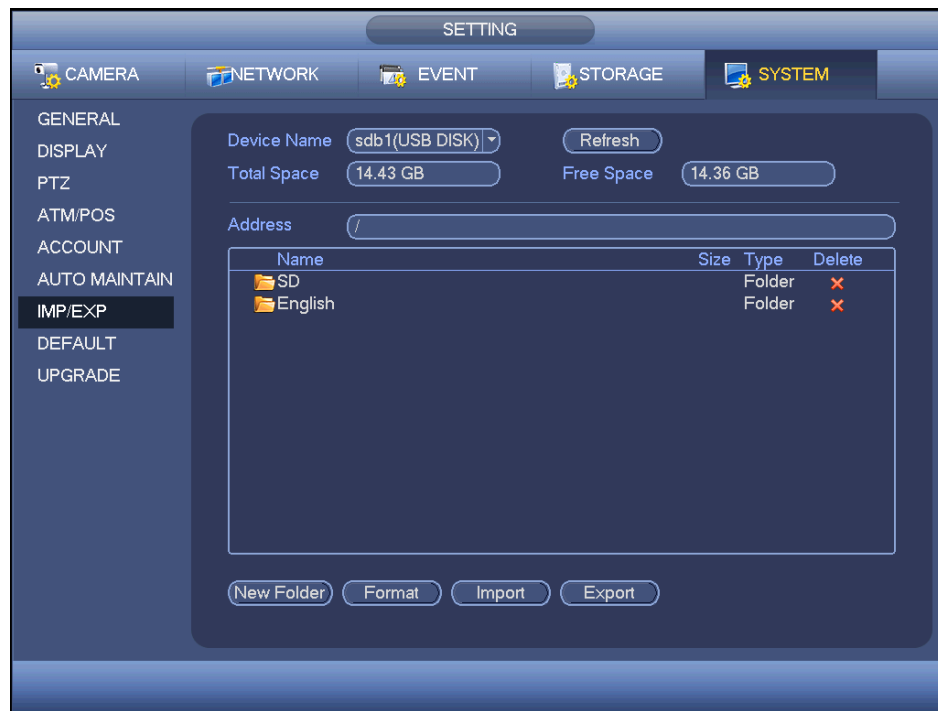 SETTING
CAMERA NETWORK EVENT STORAGE SYSTEM
GENERAL
DISPLAY
PTZ
ATM/POS
ACCOUNT
AUTO MAINTAIN
IMP/EXP
DEFAULT
UPGRADE
Device Name sdb1(USB DISK) Refresh
Total Space 14.43 GB Free Space 14.36 GB
Address /
Name Size Type Delete
SD Folder
English Folder
New Folder Format Import Export